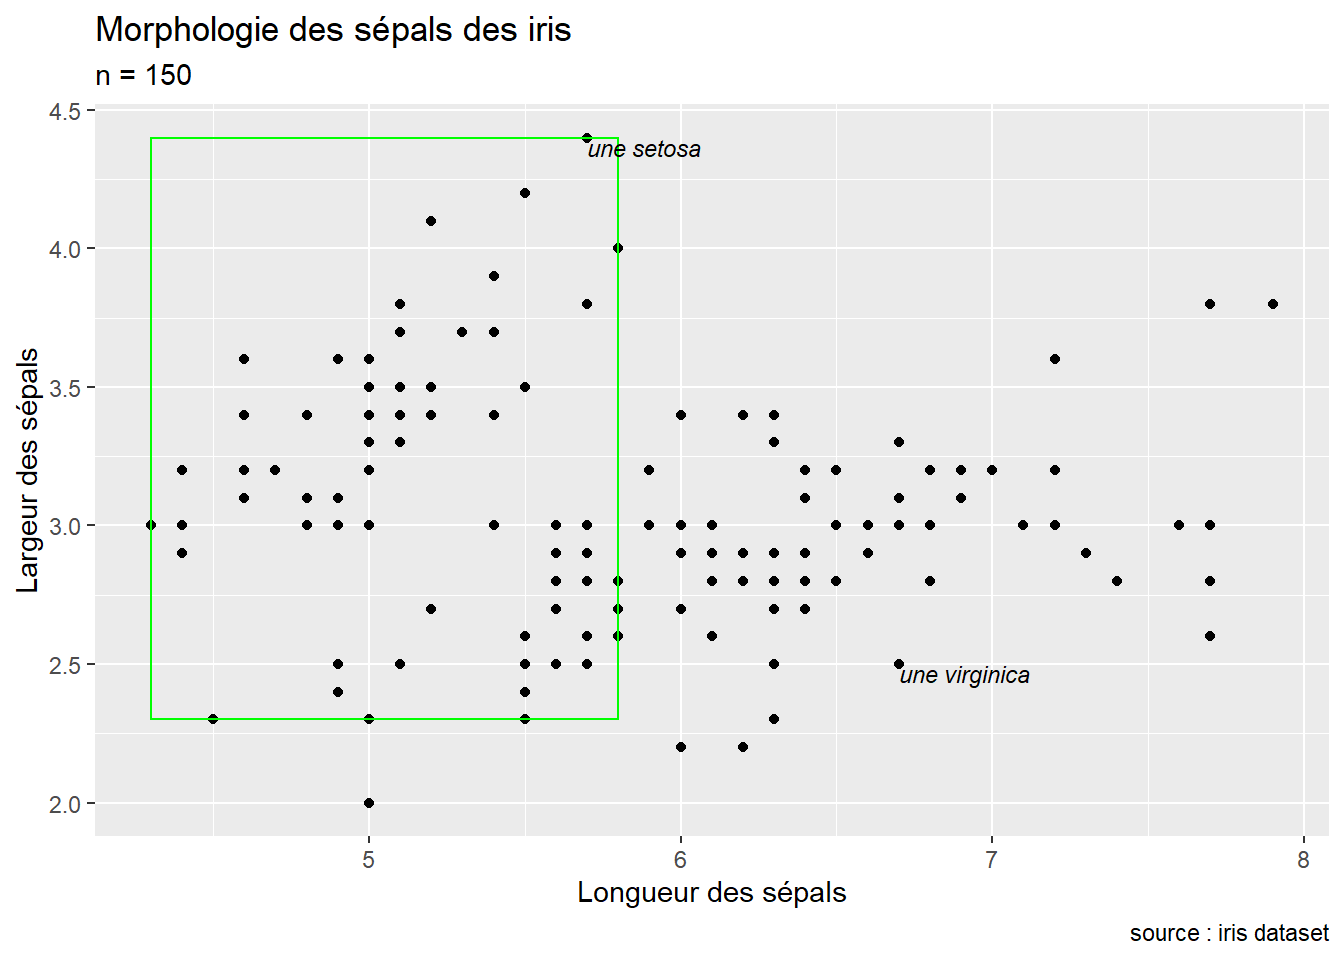 Morphologie des sépals des iris
n = 150
4.5
une setosa
4.0
3.5
3.0
2.5
une virginica
2.0
Largeur des sépals
5 6 7 8
Longueur des sépals
source : iris dataset